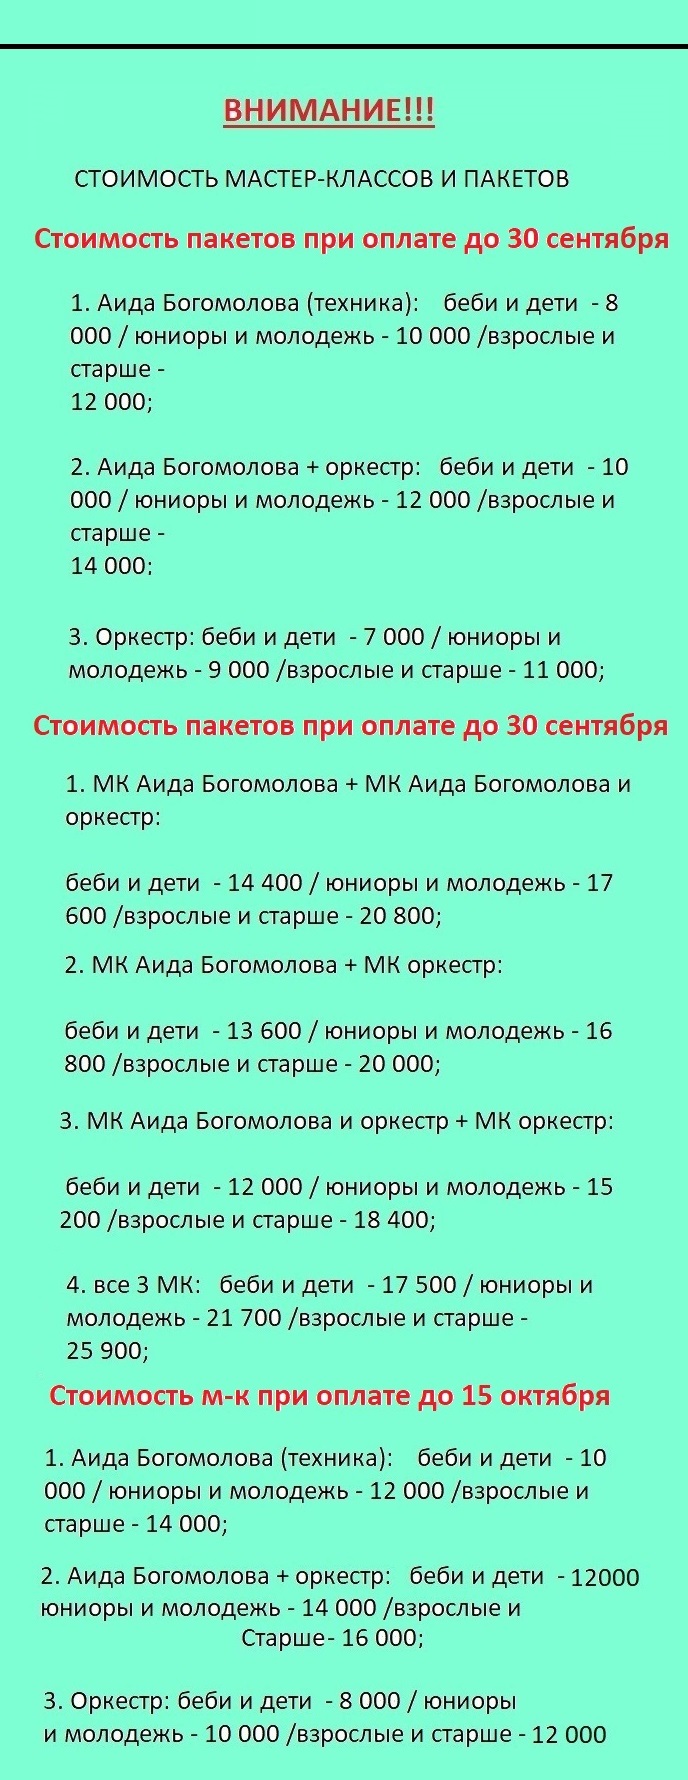 ВНИМАНИЕ!!!
СТОИМОСТЬ МАСТЕР-КЛАССОВ И ПАКЕТОВ
Стоимость пакетов при оплате до 30 сентября
1. Аида Богомолова (техника): беби и дети - 8
000 / юниоры и молодежь - 10 000 /взрослые и
старше -
12 000;
2. Аида Богомолова + оркестр: беби и дети - 10
000 / юниоры и молодежь - 12 000 /взрослые и
старше -
14 000;
3. Оркестр: беби и дети - 7 000 / юниоры и
молодежь - 9 000 /взрослые и старше - 11 000;
Стоимость пакетов при оплате до 30 сентября
1. МК Аида Богомолова + МК Аида Богомолова и
оркестр:
беби и дети - 14 400 / юниоры и молодежь - 17
600 /взрослые и старше - 20 800;
2. МК Аида Богомолова + МК оркестр:
беби и дети - 13 600 / юниоры и молодежь - 16
800 /взрослые и старше - 20 000;
3. МК Аида Богомолова и оркестр + МК оркестр:
беби и дети - 12 000 / юниоры и молодежь - 15
200 /взрослые и старше - 18 400;
4. все 3 МК: беби и дети - 17 500 / юниоры и
молодежь - 21 700 /взрослые и старше -
25 900;
Стоимость м-к при оплате до 15 октября
1. Аида Богомолова (техника): беби и дети - 10
000 / юниоры и молодежь - 12 000 /взрослые и
старше - 14 000;
2. Аида Богомолова + оркестр: беби и дети - 12000
юниоры и молодежь - 14 000 /взрослые и
Старше- 16 000;
3. Оркестр: беби и дети - 8 000 / юниоры
и молодежь - 10 000 /взрослые и старше - 12 000